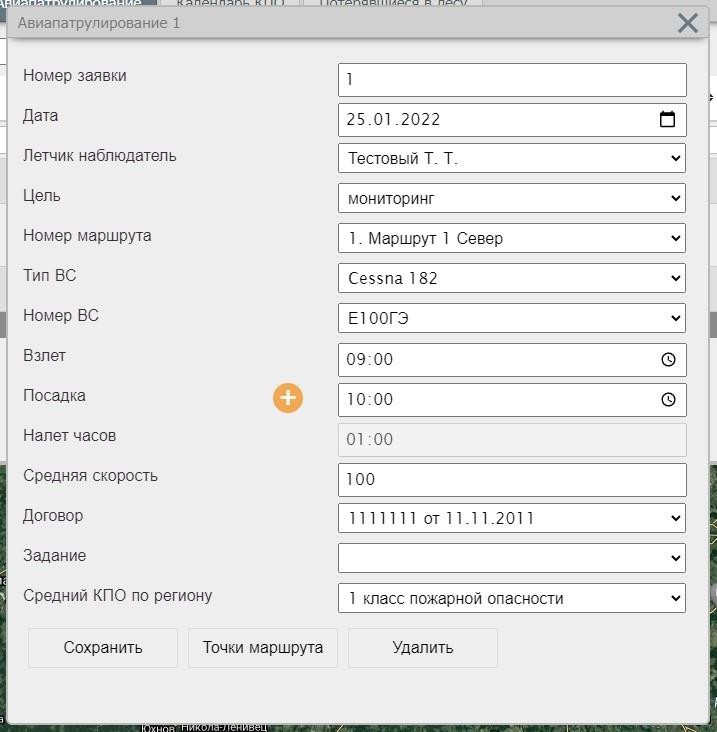 Авиапатрулирование Календарь КПО Потерявшиеся в лесу
Авиапатрулирование 1
Номер заявки 1
Дата 25.01.2022
Летчик наблюдатель Тестовый Т. Т.
Цель мониторинг
Номер маршрута 1. Маршрут 1 Север
Тип ВС Cessna 182
Номер ВС Е100ГЭ
Взлет 09:00
Посадка 10:00
Налет часов 01:00
Средняя скорость 100
Договор 1111111 от 11.11.2011
Задание
Средний КПО по региону 1 класс пожарной опасности
Сохранить Точки маршрута Удалить
Юхнов Никола-Ленивец